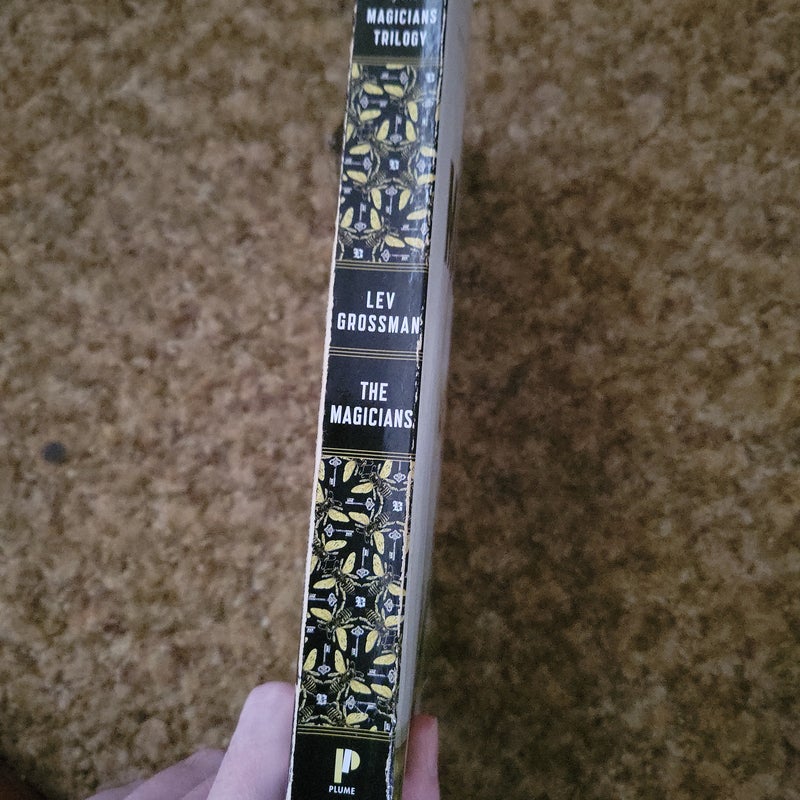 MAGICIANS
TRILOGY
LEV
GROSSMAN
THE
MAGICIANS
PLUME